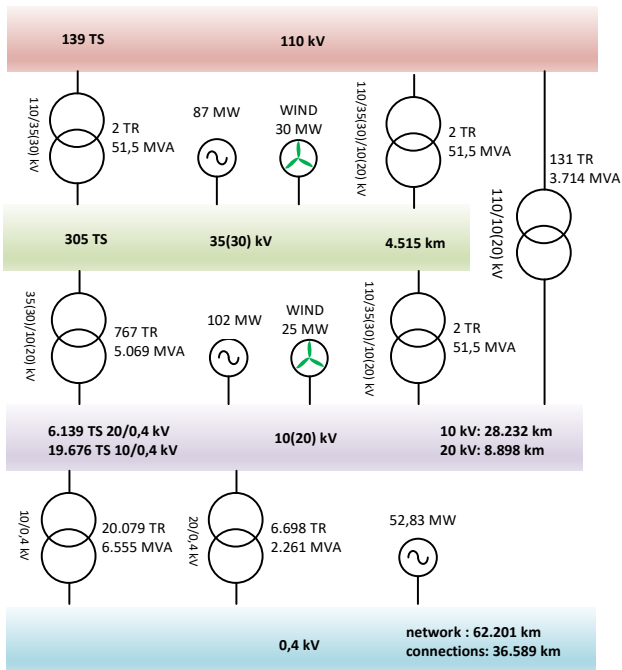 139 TS
110 kV
110/35(30) kV
2 TR
51,5 MVA
87 MW
WIND
30 MW
110/35(30)/10(20) kV
2 TR
51,5 MVA
131 TR
3.714 MVA
110/10(20) kV
305 TS
35(30) kV
4.515 km
35(30)/10(20) kV
767 TR
5.069 MVA
102 MW
WIND
25 MW
110/35(30)/10(20) kV
2 TR
51,5 MVA
6.139 TS 20/0,4 kV
19.676 TS 10/0,4 kV
10(20) kV
10 kV: 28.232 km
20 kV: 8.898 km
10/0,4 kV
20.079 TR
6.555 MVA
20/0,4 kV
6.698 TR
2.261 MVA
52,83 MW
0,4 kV
network : 62.201 km
connections: 36.589 km